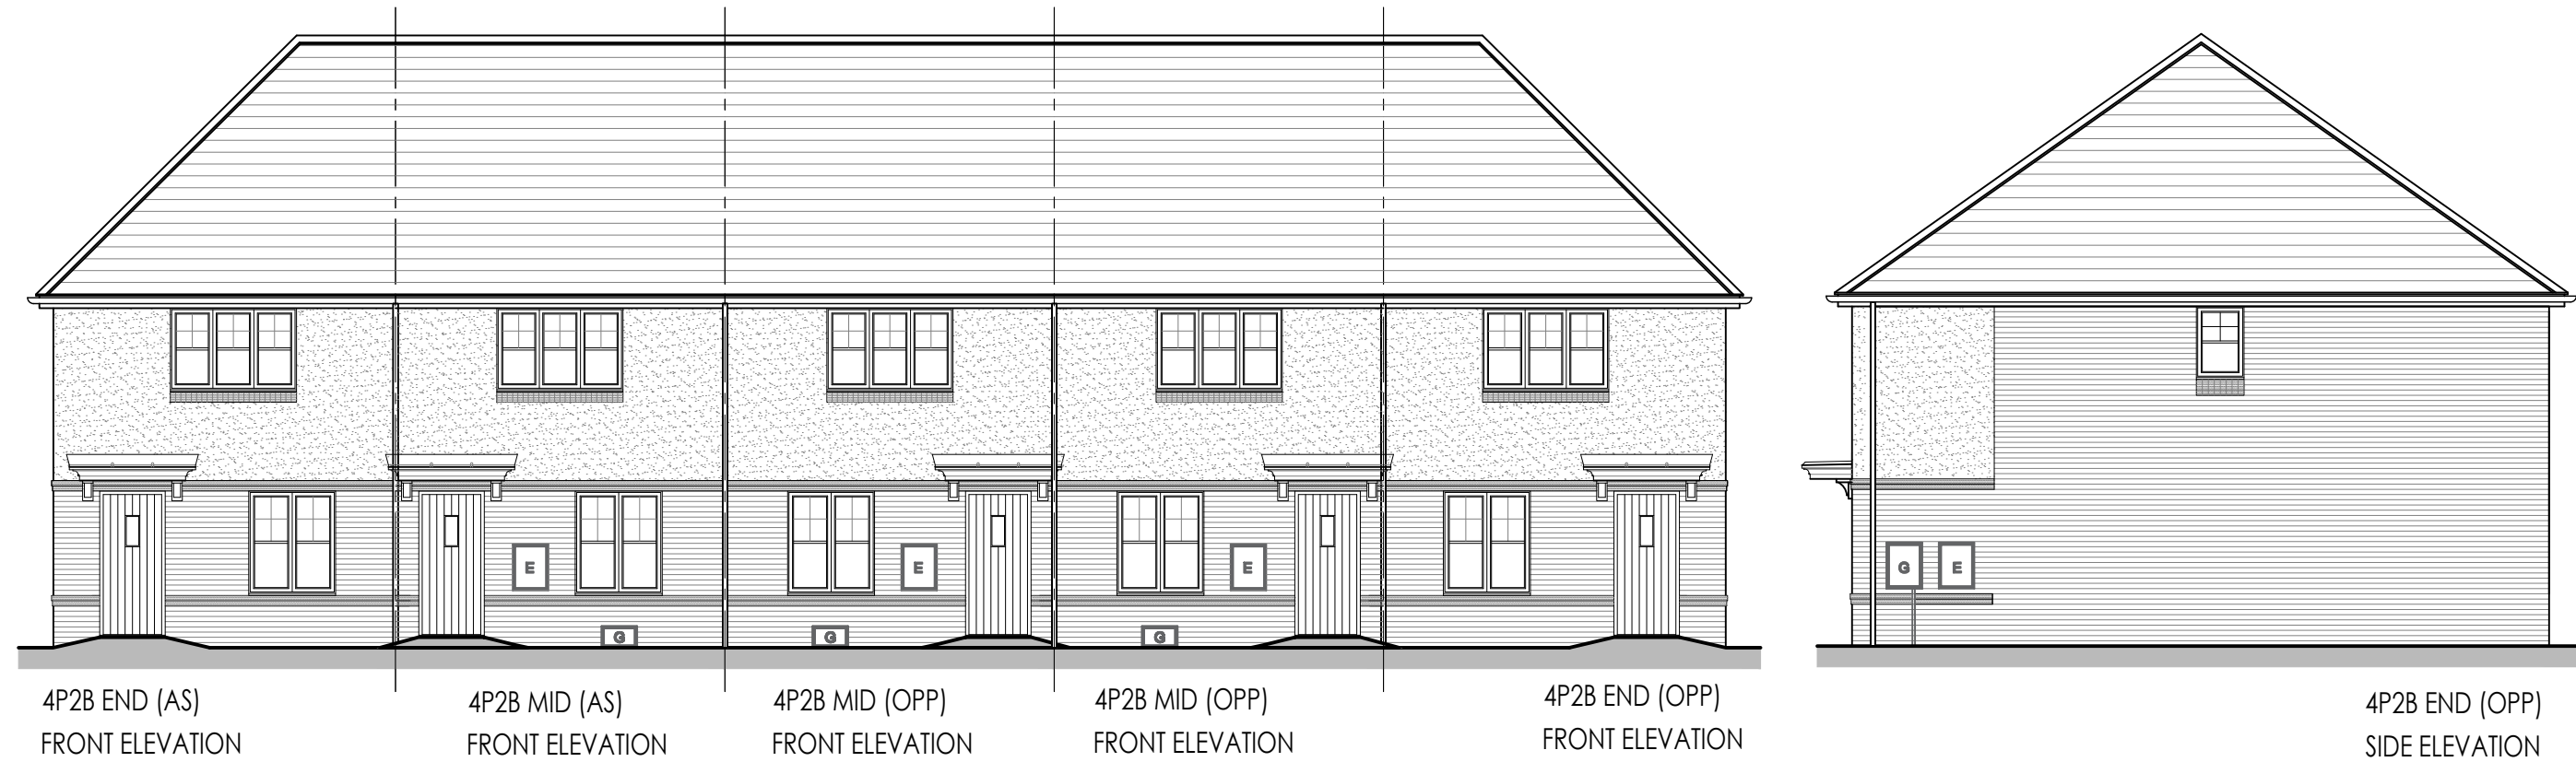 E
E
E
G
G
G
G
E
4P2B END (AS)
FRONT ELEVATION
4P2B MID (AS)
FRONT ELEVATION
4P2B MID (OPP)
FRONT ELEVATION
4P2B MID (OPP)
FRONT ELEVATION
4P2B END (OPP)
FRONT ELEVATION
4P2B END (OPP)
SIDE ELEVATION